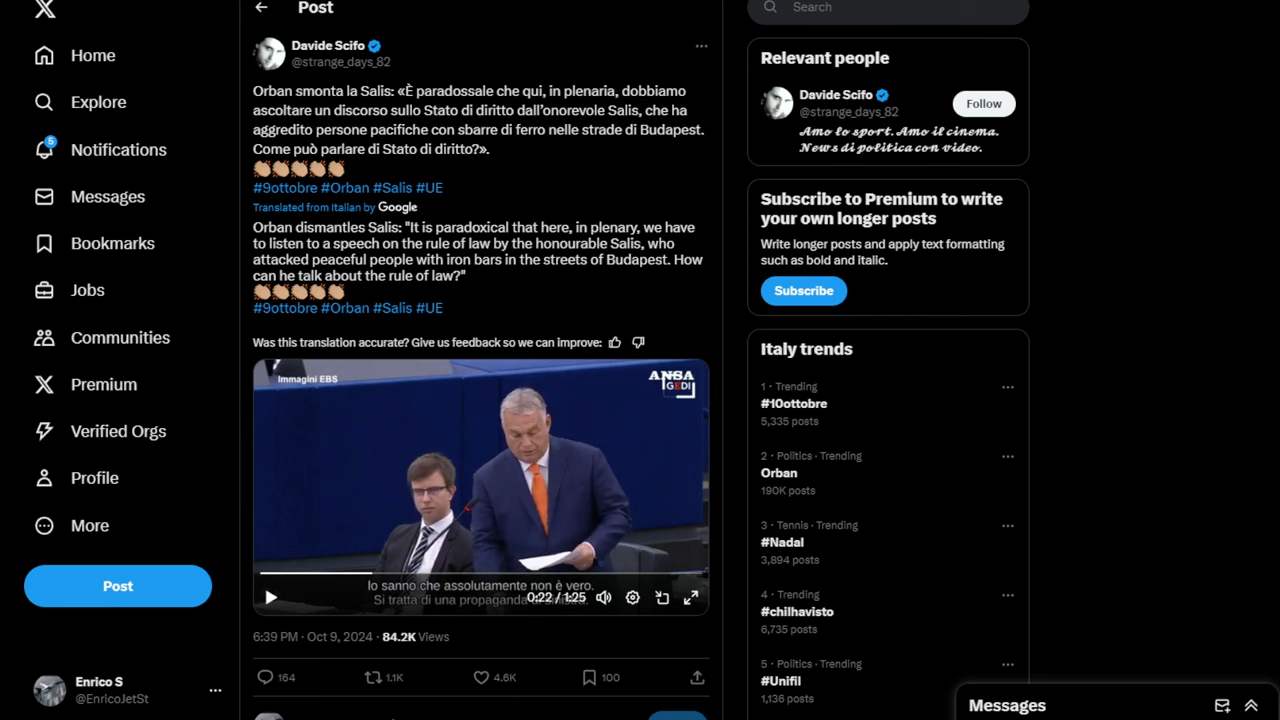 Post
Home
Explore
5
Notifications
Messages
Bookmarks
Jobs
Communities
Premium
Verified Orgs
Profile
More
Post
Enrico S
@EnricoJetSt
Davide Scifo
@strange_days_82
Orban smonta la Salis: «È paradossale che qui, in plenaria, dobbiamo
ascoltare un discorso sullo Stato di diritto dall'onorevole Salis, che ha
aggredito persone pacifiche con sbarre di ferro nelle strade di Budapest.
Come può parlare di Stato di diritto?».
#9ottobre #Orban #Salis #UE
Translated from Italian by Google
Orban dismantles Salis: "It is paradoxical that here, in plenary, we have
to listen to a speech on the rule of law by the honourable Salis, who
attacked peaceful people with iron bars in the streets of Budapest. How
can he talk about the rule of law?"
#9ottobre #Orban #Salis #UE
Was this translation accurate? Give us feedback so we can improve:
Immagini EBS
ANSA
GEDI
Io sanno che assolutamente non è vero.
Si tratta di una propaganda di
0:22 / 1:25
6:39 PM · Oct 9, 2024 · 84.2K Views
164
1.1K
4.6K
100
Search
Relevant people
Davide Scifo
@strange_days_82
Follow
Amo lo sport. Amo il cinema.
News di politica con video.
Subscribe to Premium to write
your own longer posts
Write longer posts and apply text formatting
such as bold and italic.
Subscribe
Italy trends
1 · Trending
#10ottobre
5,335 posts
2 · Politics · Trending
Orban
190K posts
3 · Tennis · Trending
#Nadal
3,894 posts
4 · Trending
#chilhavisto
6,735 posts
5 · Politics · Trending
#Unifil
1,136 posts
Messages